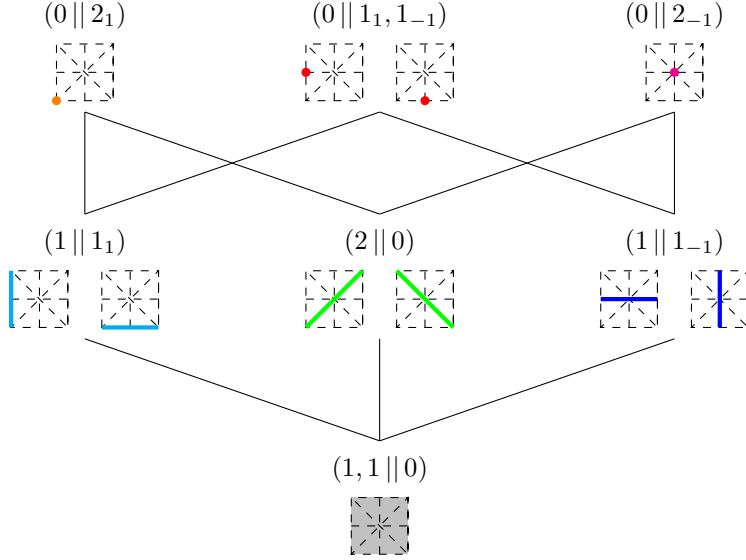 (0 || 2₁) (0 || 1₁, 1₋₁) (0 || 2₋₁)
(1 || 1₁) (2 || 0) (1 || 1₋₁)
(1, 1 || 0)